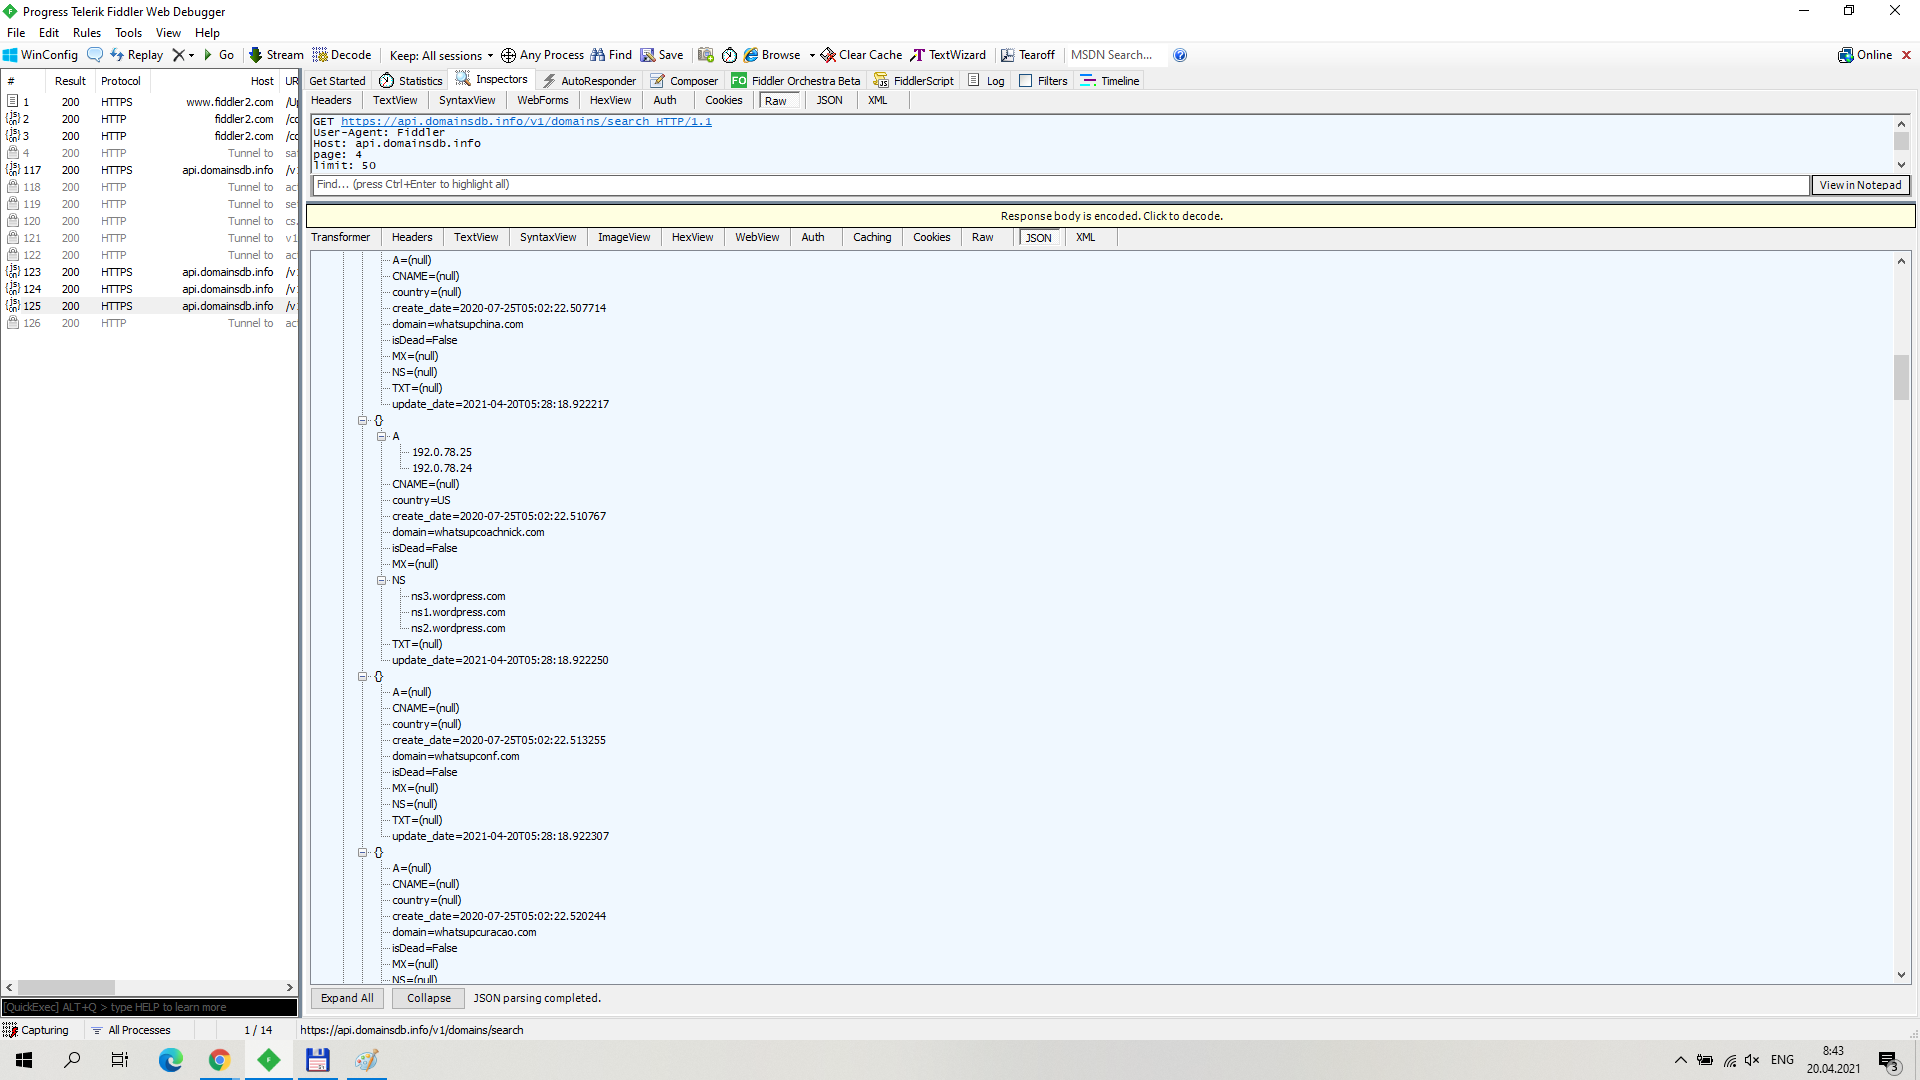 Progress Telerik Fiddler Web Debugger
File Edit Rules Tools View Help
WinConfig Replay Go Stream Decode Keep: All sessions Any Process Find Save Browse Clear Cache TextWizard Tearoff MSDN Search... Online
# Result Protocol Host UR
1 200 HTTPS www.fiddler2.com /Up
2 200 HTTP fiddler2.com /co
3 200 HTTP fiddler2.com /co
4 200 HTTP Tunnel to sa
117 200 HTTPS api.domainsdb.info /v1
118 200 HTTP Tunnel to ac
119 200 HTTP Tunnel to se
120 200 HTTP Tunnel to cs.
121 200 HTTP Tunnel to v1
122 200 HTTP Tunnel to ac
123 200 HTTPS api.domainsdb.info /v
124 200 HTTPS api.domainsdb.info /v
125 200 HTTPS api.domainsdb.info /v
126 200 HTTP Tunnel to ac
Get Started Statistics Inspectors AutoResponder Composer FO Fiddler Orchestra Beta FiddlerScript Log Filters Timeline
Headers TextView SyntaxView WebForms HexView Auth Cookies Raw JSON XML
GET https://api.domainsdb.info/v1/domains/search HTTP/1.1
User-Agent: Fiddler
Host: api.domainsdb.info
page: 4
limit: 50
Find... (press Ctrl+Enter to highlight all) View in Notepad
Response body is encoded. Click to decode.
Transformer Headers TextView SyntaxView ImageView HexView WebView Auth Caching Cookies Raw JSON XML
A=(null)
CNAME=(null)
country=(null)
create_date=2020-07-25T05:02:22.507714
domain=whatsupchina.com
isDead=False
MX=(null)
NS=(null)
TXT=(null)
update_date=2021-04-20T05:28:18.922217
{}
A
192.0.78.25
192.0.78.24
CNAME=(null)
country=US
create_date=2020-07-25T05:02:22.510767
domain=whatsupcoachnick.com
isDead=False
MX=(null)
NS
ns3.wordpress.com
ns1.wordpress.com
ns2.wordpress.com
TXT=(null)
update_date=2021-04-20T05:28:18.922250
{}
A=(null)
CNAME=(null)
country=(null)
create_date=2020-07-25T05:02:22.513255
domain=whatsupconf.com
isDead=False
MX=(null)
NS=(null)
TXT=(null)
update_date=2021-04-20T05:28:18.922307
{}
A=(null)
CNAME=(null)
country=(null)
create_date=2020-07-25T05:02:22.520244
domain=whatsupcuracao.com
isDead=False
MX=(null)
NS=(null)
Expand All Collapse JSON parsing completed.
[QuickExec] ALT+Q > type HELP to learn more
Capturing All Processes 1 / 14 https://api.domainsdb.info/v1/domains/search
ENG 8:43
20.04.2021
3